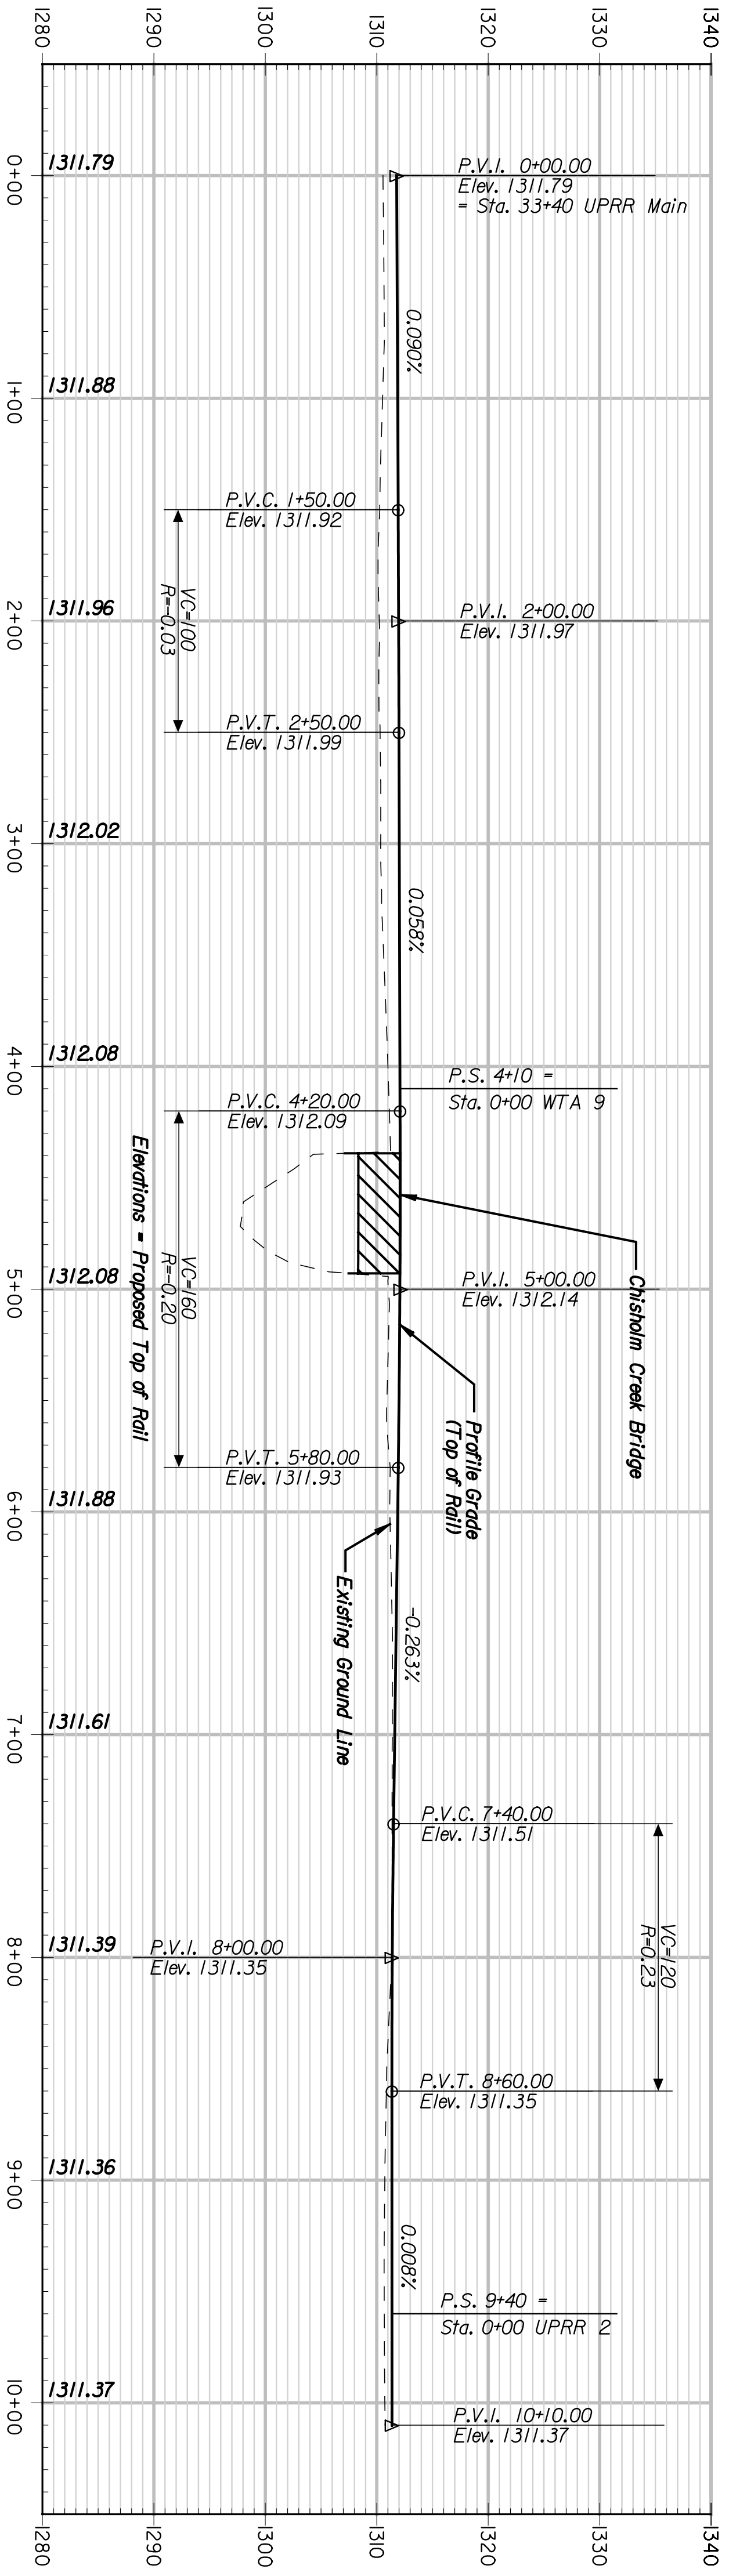 1340
1330
1320
1310
1300
1290
1280
P.V.I. 0+00.00
Elev. 1311.79
= Sta. 33+40 UPRR Main
1311.79
0+00
0.090%
1311.88
1+00
P.V.C. 1+50.00
Elev. 1311.92
VC=100
R=-0.03
P.V.I. 2+00.00
Elev. 1311.97
1311.96
2+00
P.V.T. 2+50.00
Elev. 1311.99
1312.02
3+00
0.058%
1312.08
4+00
P.S. 4+10 =
Sta. 0+00 WTA 9
P.V.C. 4+20.00
Elev. 1312.09
Elevations = Proposed Top of Rail
VC=160
R=-0.20
Chisholm Creek Bridge
P.V.I. 5+00.00
Elev. 1312.14
1312.08
5+00
Profile Grade
(Top of Rail)
P.V.T. 5+80.00
Elev. 1311.93
1311.88
6+00
Existing Ground Line
-0.263%
1311.61
7+00
P.V.C. 7+40.00
Elev. 1311.51
VC=120
R=0.23
P.V.I. 8+00.00
Elev. 1311.35
1311.39
8+00
P.V.T. 8+60.00
Elev. 1311.35
1311.36
9+00
0.008%
P.S. 9+40 =
Sta. 0+00 UPRR 2
1311.37
10+00
P.V.I. 10+10.00
Elev. 1311.37
1340
1330
1320
1310
1300
1290
1280